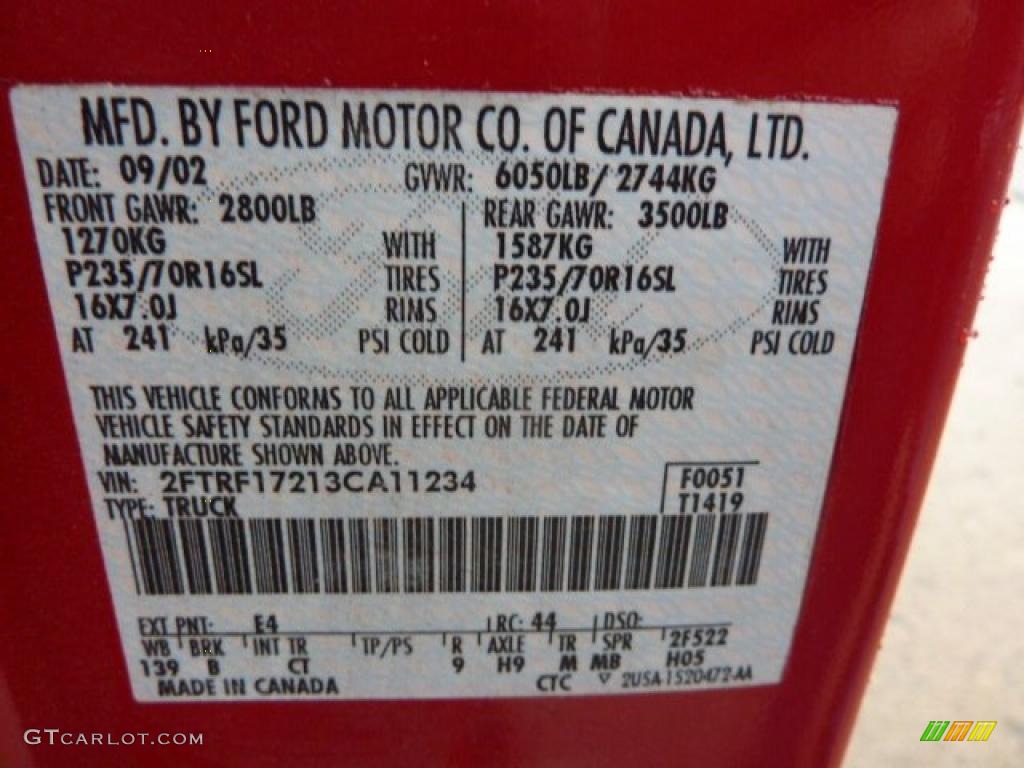 MFD. BY FORD MOTOR CO. OF CANADA, LTD.
DATE: 09/02 GVWR: 6050LB/ 2744KG
FRONT GAWR: 2800LB REAR GAWR: 3500LB
1270KG WITH 1587KG WITH
P235/70R16SL TIRES P235/70R16SL TIRES
16X7.0J RIMS 16X7.0J RIMS
AT 241 kPa/35 PSI COLD AT 241 kPa/35 PSI COLD
THIS VEHICLE CONFORMS TO ALL APPLICABLE FEDERAL MOTOR
VEHICLE SAFETY STANDARDS IN EFFECT ON THE DATE OF
MANUFACTURE SHOWN ABOVE.
VIN: 2FTRF17213CA11234 F0051
TYPE: TRUCK T1419
EXT PNT: E4 RC: 44 DSO:
WB BRK INT TR TP/PS R AXLE TR SPR 2F522
139 B CT 9 H9 M MB H05
MADE IN CANADA CTC 2USA-1520472-AA
GTCARLOT.COM